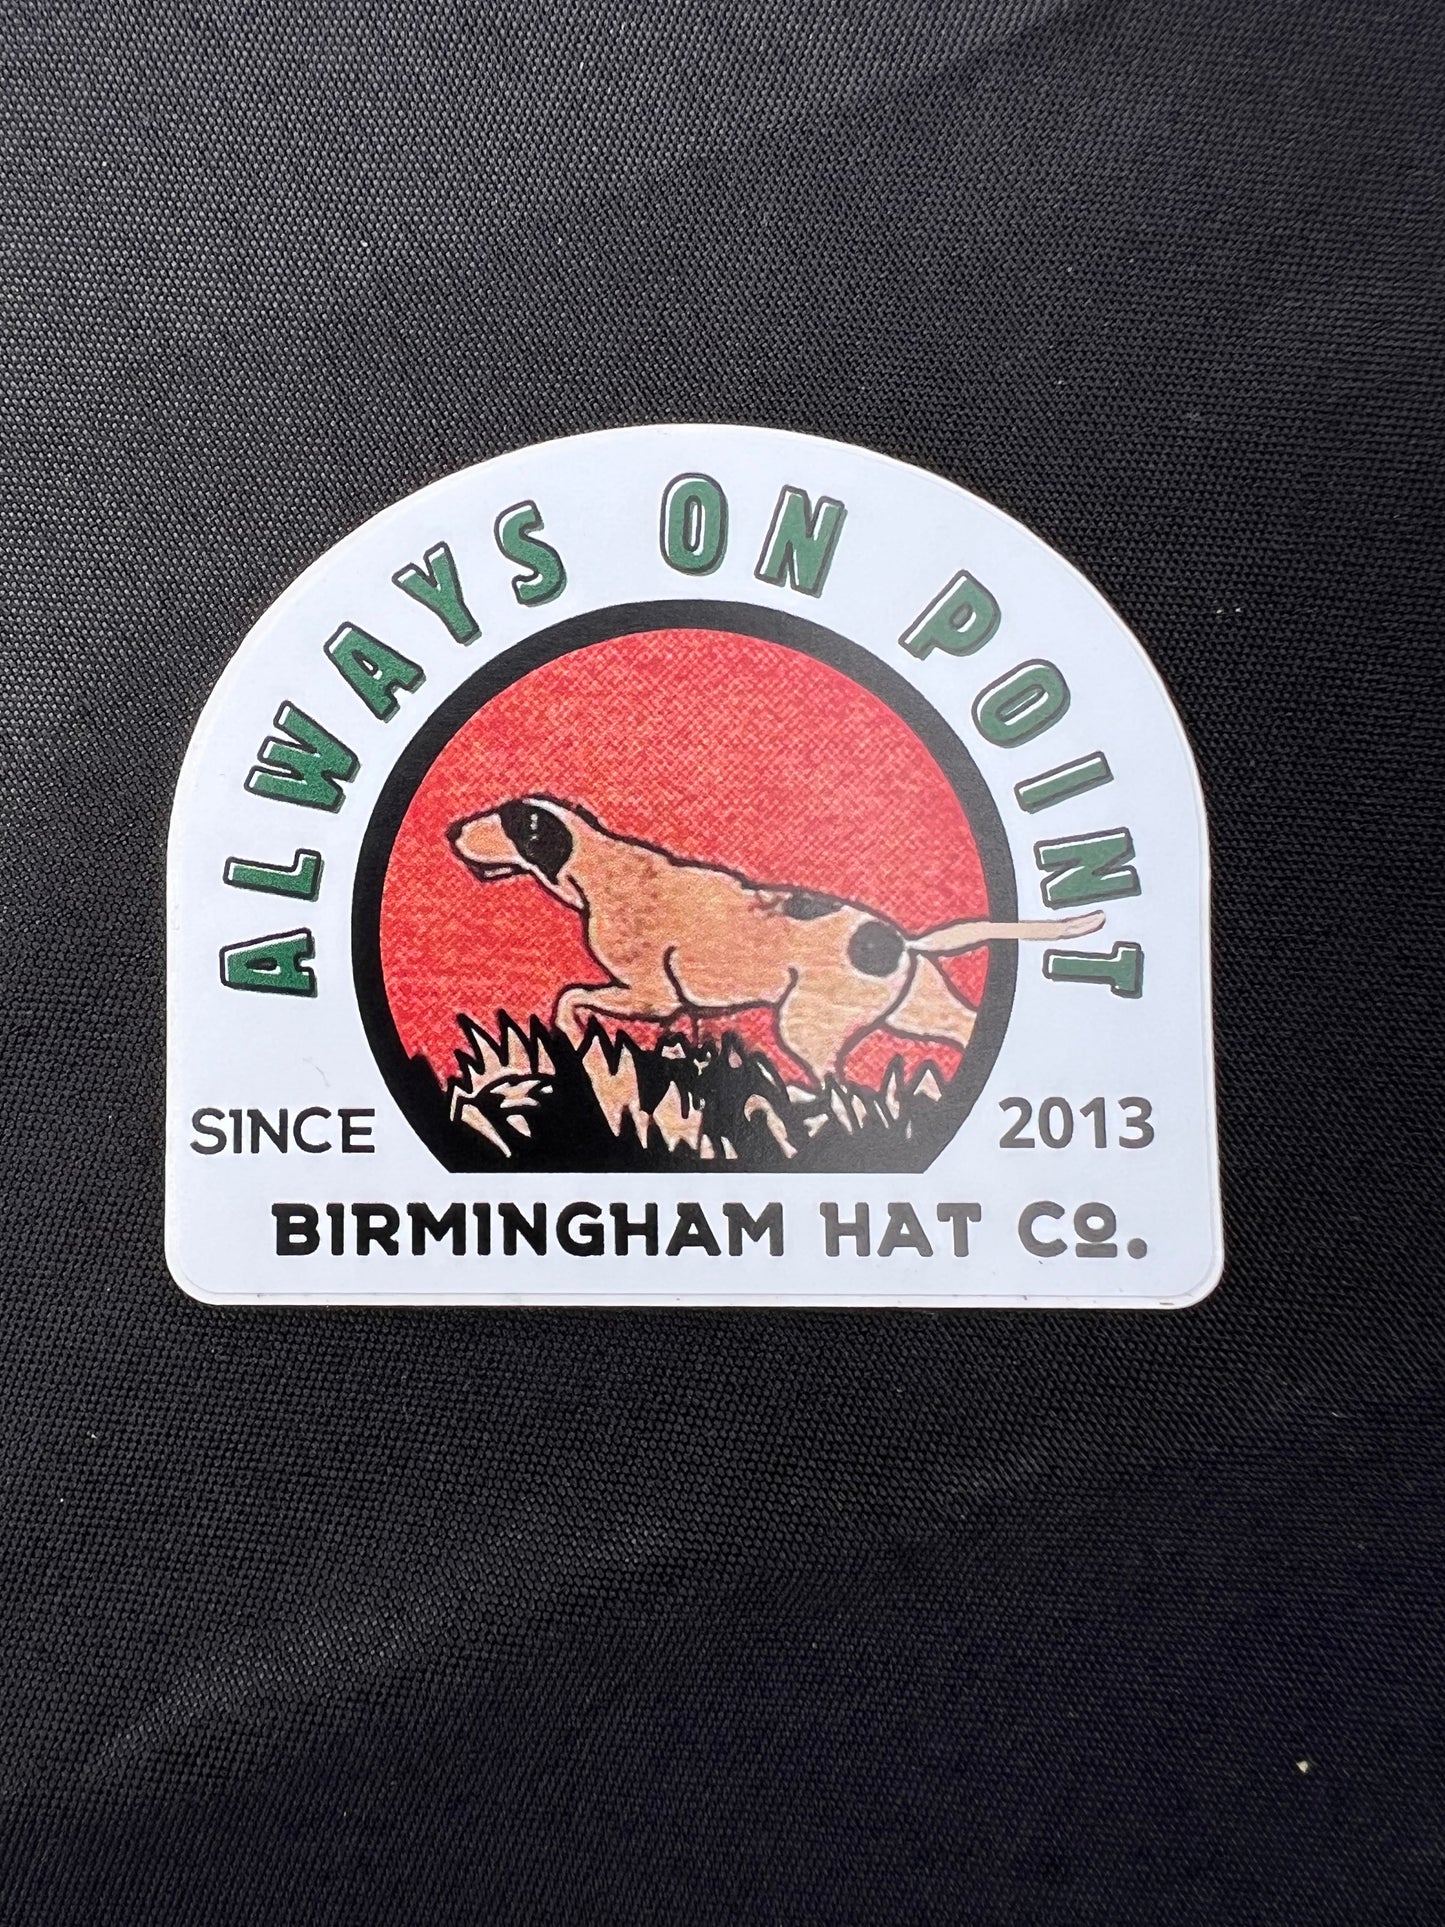 ALWAYS ON POINT
SINCE 2013
BIRMINGHAM HAT CO.